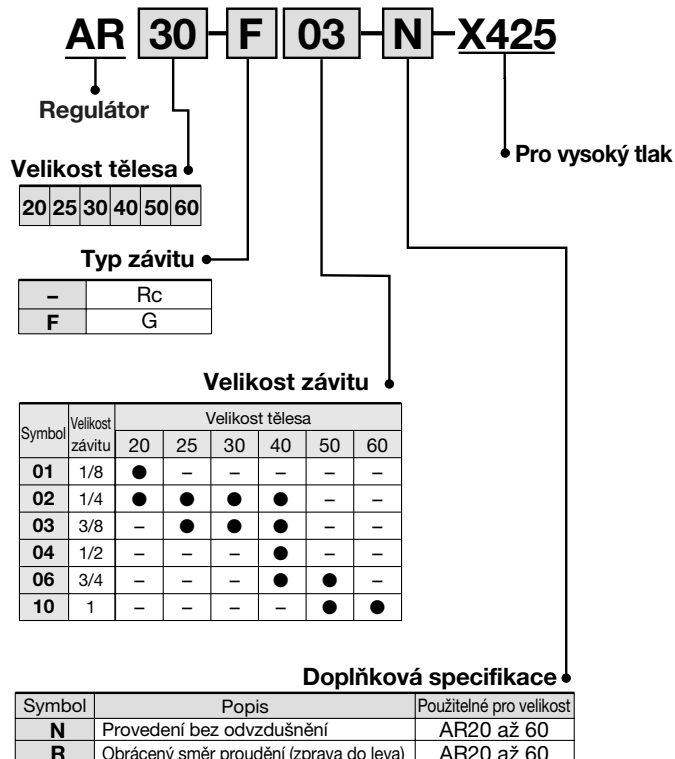 AR 30-F 03-N-X425
Regulátor
Pro vysoký tlak
Velikost tělesa
20 25 30 40 50 60
Typ závitu
– Rc
F G
Velikost závitu
Symbol Velikost závitu Velikost tělesa
20 25 30 40 50 60
01 1/8 ● – – – – –
02 1/4 ● ● ● ● – –
03 3/8 – ● ● ● – –
04 1/2 – – – ● – –
06 3/4 – – – ● ● –
10 1 – – – – ● ●
Doplňková specifikace
Symbol Popis Použitelné pro velikost
N Provedení bez odvzdušnění AR20 až 60
R Obrácený směr proudění (zprava do leva) AR20 až 60